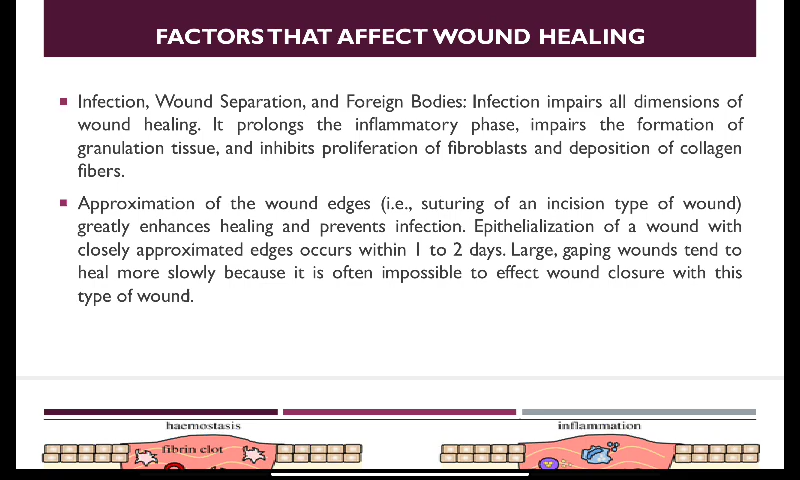 FACTORS THAT AFFECT WOUND HEALING
Infection, Wound Separation, and Foreign Bodies: Infection impairs all dimensions of
wound healing. It prolongs the inflammatory phase, impairs the formation of
granulation tissue, and inhibits proliferation of fibroblasts and deposition of collagen
fibers.
Approximation of the wound edges (i.e., suturing of an incision type of wound)
greatly enhances healing and prevents infection. Epithelialization of a wound with
closely approximated edges occurs within 1 to 2 days. Large, gaping wounds tend to
heal more slowly because it is often impossible to effect wound closure with this
type of wound.
haemostasis
inflammation
fibrin clot